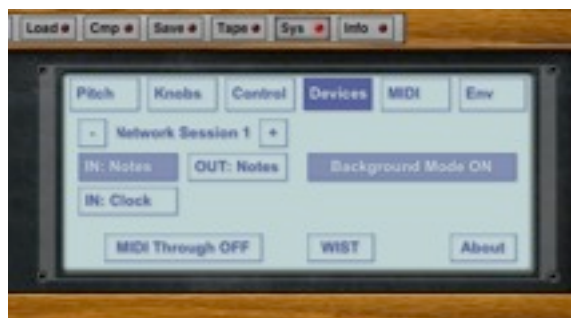 Load Cmp Save Tape Sys Info
Pitch Knobs Control Devices MIDI Env
- Network Session 1 +
IN: Notes OUT: Notes Background Mode ON
IN: Clock
MIDI Through OFF WIST About